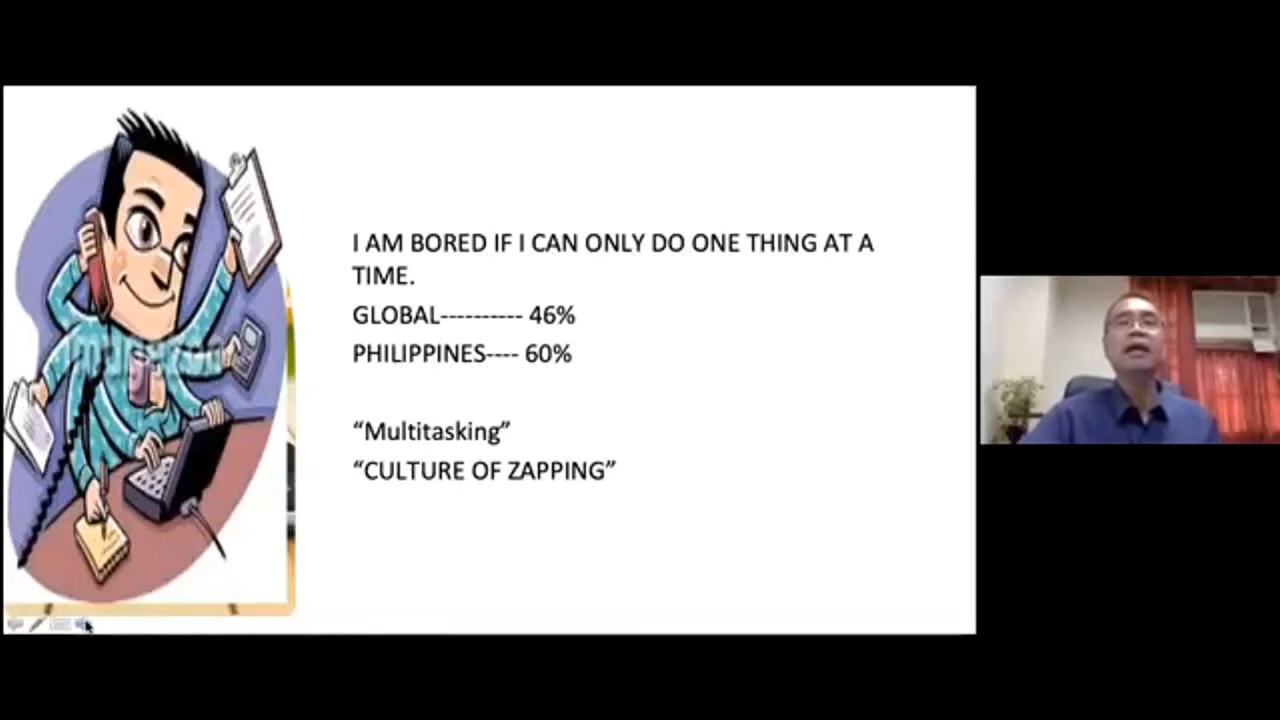 I AM BORED IF I CAN ONLY DO ONE THING AT A
TIME.
GLOBAL---------- 46%
PHILIPPINES---- 60%
“Multitasking”
“CULTURE OF ZAPPING”